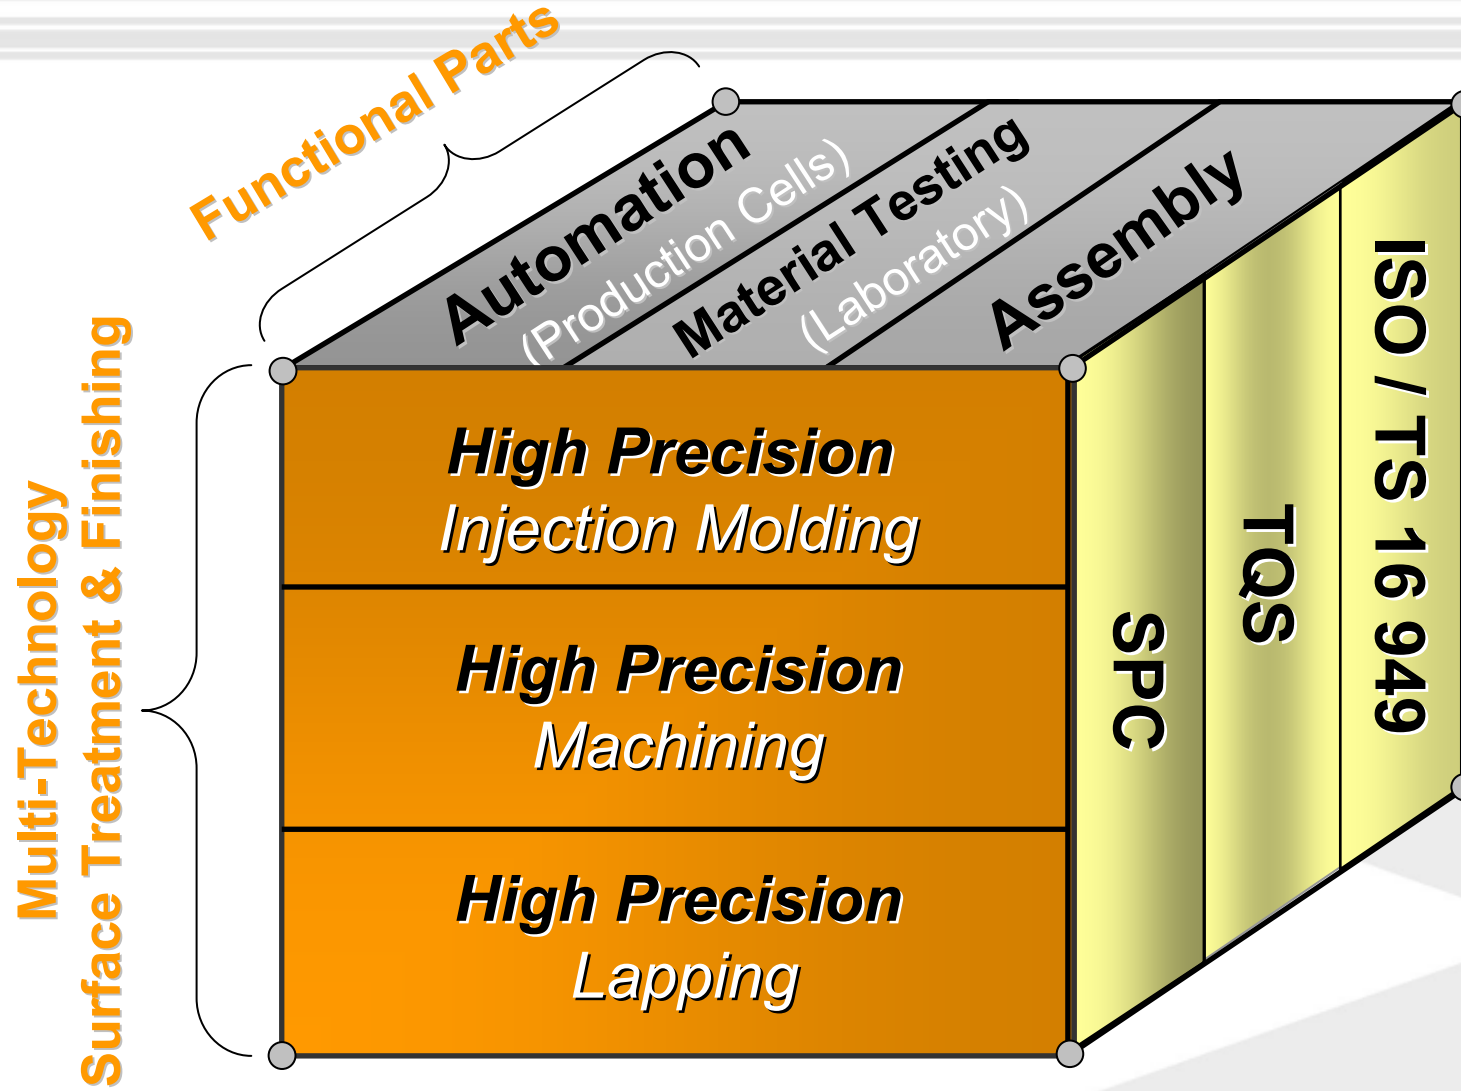 Functional Parts
Automation
(Production Cells)
Material Testing
(Laboratory)
Assembly
Multi-Technology
Surface Treatment & Finishing
High Precision
Injection Molding
High Precision
Machining
High Precision
Lapping
SPC
TQS
ISO / TS 16 949